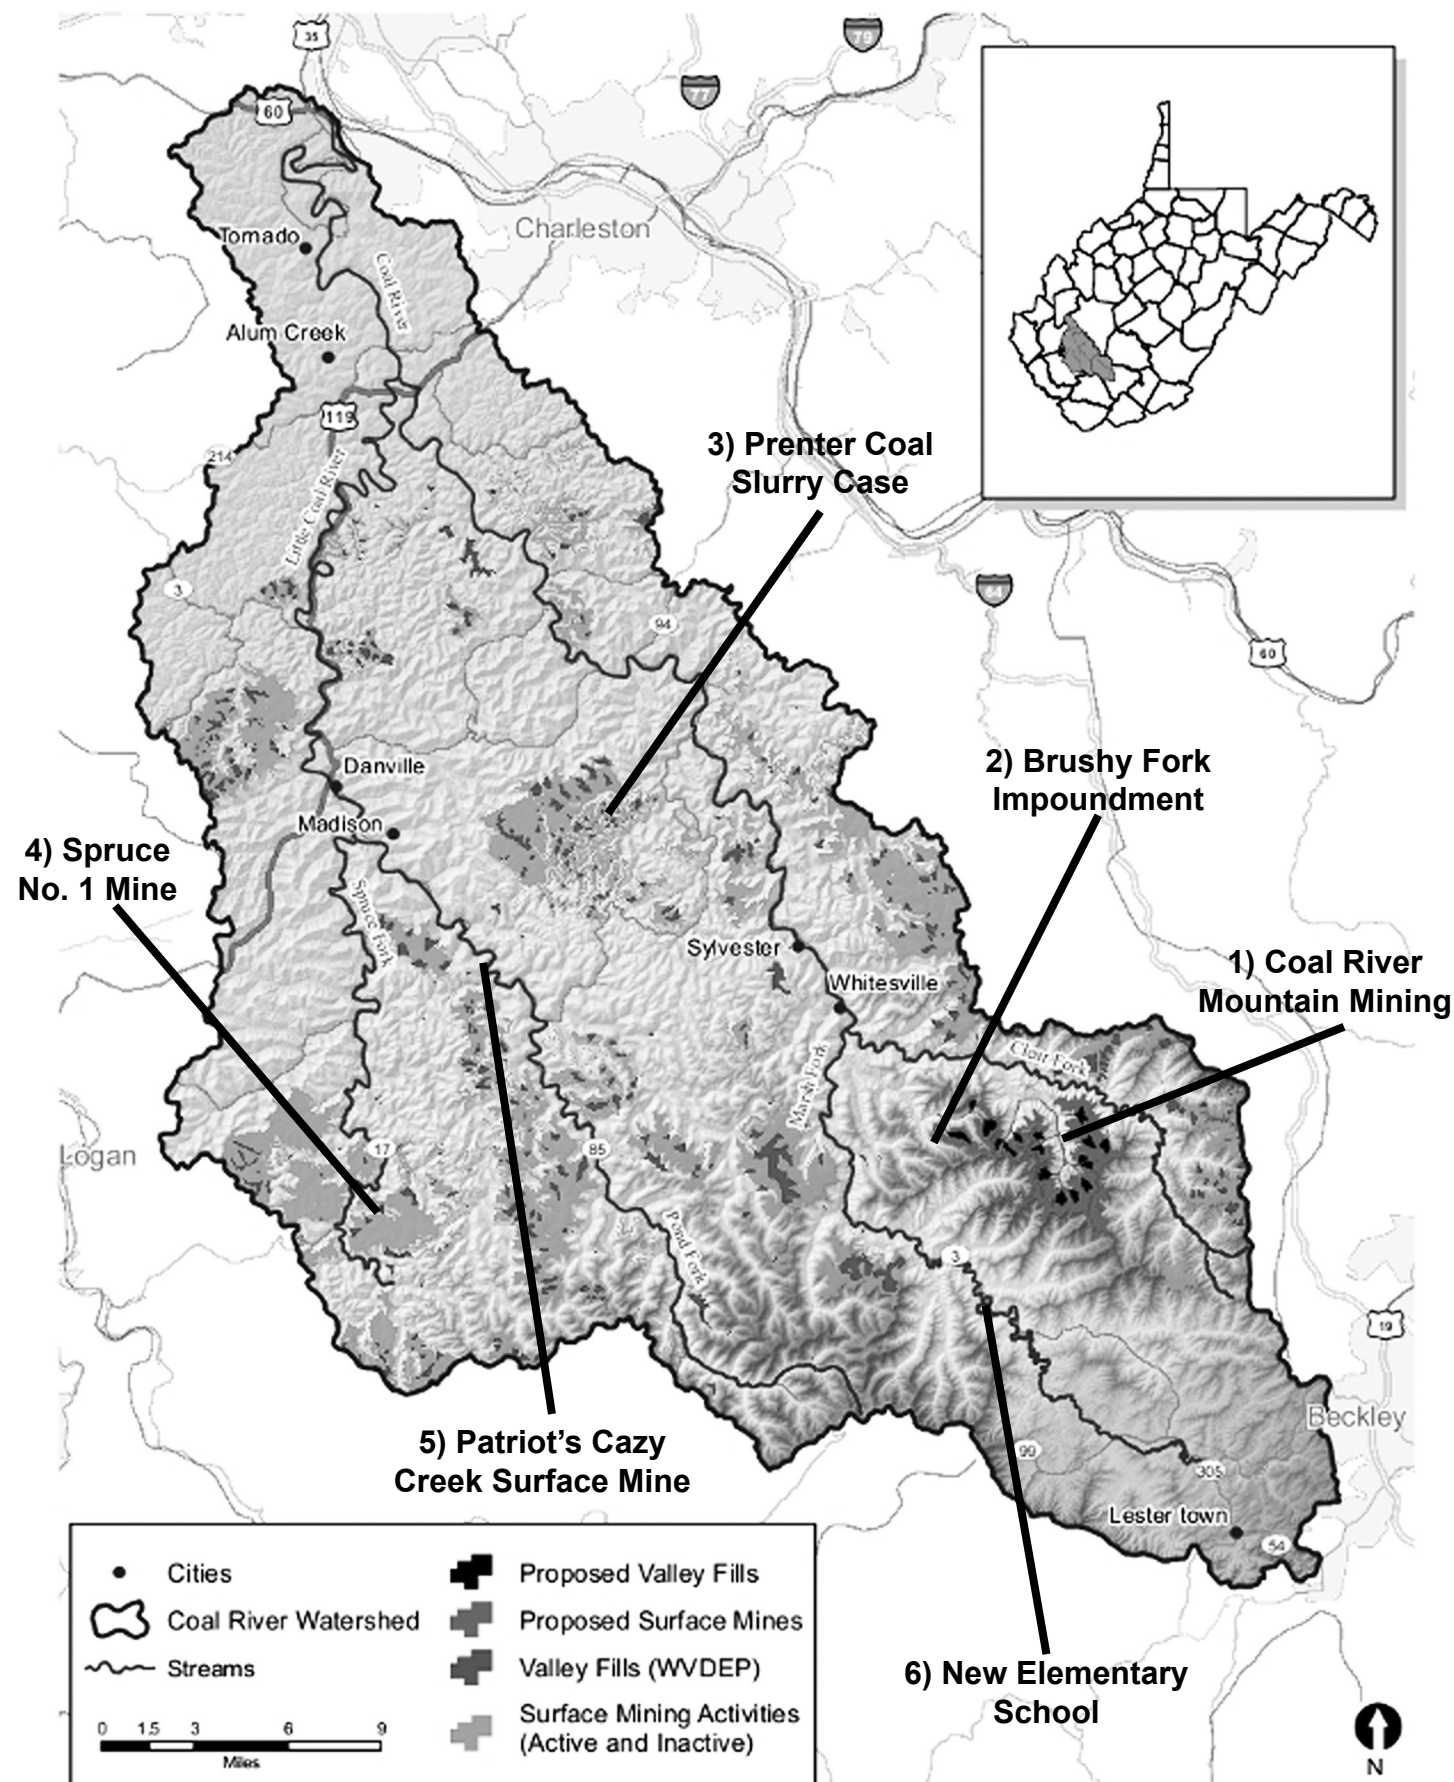 35
79
77
60
Charleston
Tornado
Coal River
Alum Creek
119
3) Prenter Coal
Slurry Case
214
Little Coal River
3
94
64
60
2) Brushy Fork
Impoundment
Danville
Madison
4) Spruce
No. 1 Mine
Spruce Fork
Sylvester
Whitesville
1) Coal River
Mountain Mining
Clear Fork
Marsh Fork
Logan
17
85
Pond Fork
3
19
Beckley
5) Patriot’s Cazy
Creek Surface Mine
99
305
Lester town
54
6) New Elementary
School
Cities
Coal River Watershed
Streams
0 1.5 3 6 9
Miles
Proposed Valley Fills
Proposed Surface Mines
Valley Fills (WVDEP)
Surface Mining Activities
(Active and Inactive)
N